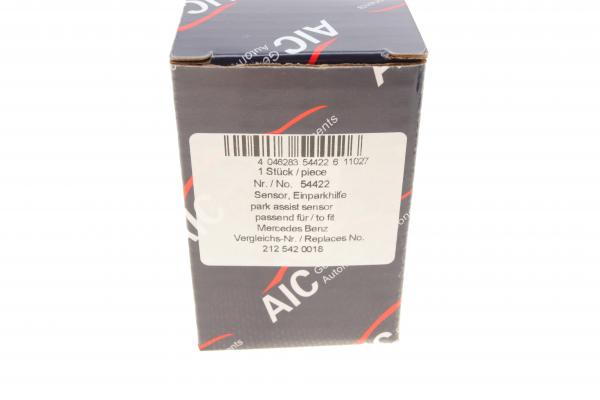 AIC
AIC
4 046283 54422 6 11027
1 Stück / piece
Nr. / No. 54422
Sensor, Einparkhilfe
park assist sensor
passend für / to fit
Mercedes Benz
Vergleichs-Nr. / Replaces No.
212 542 0018
AIC